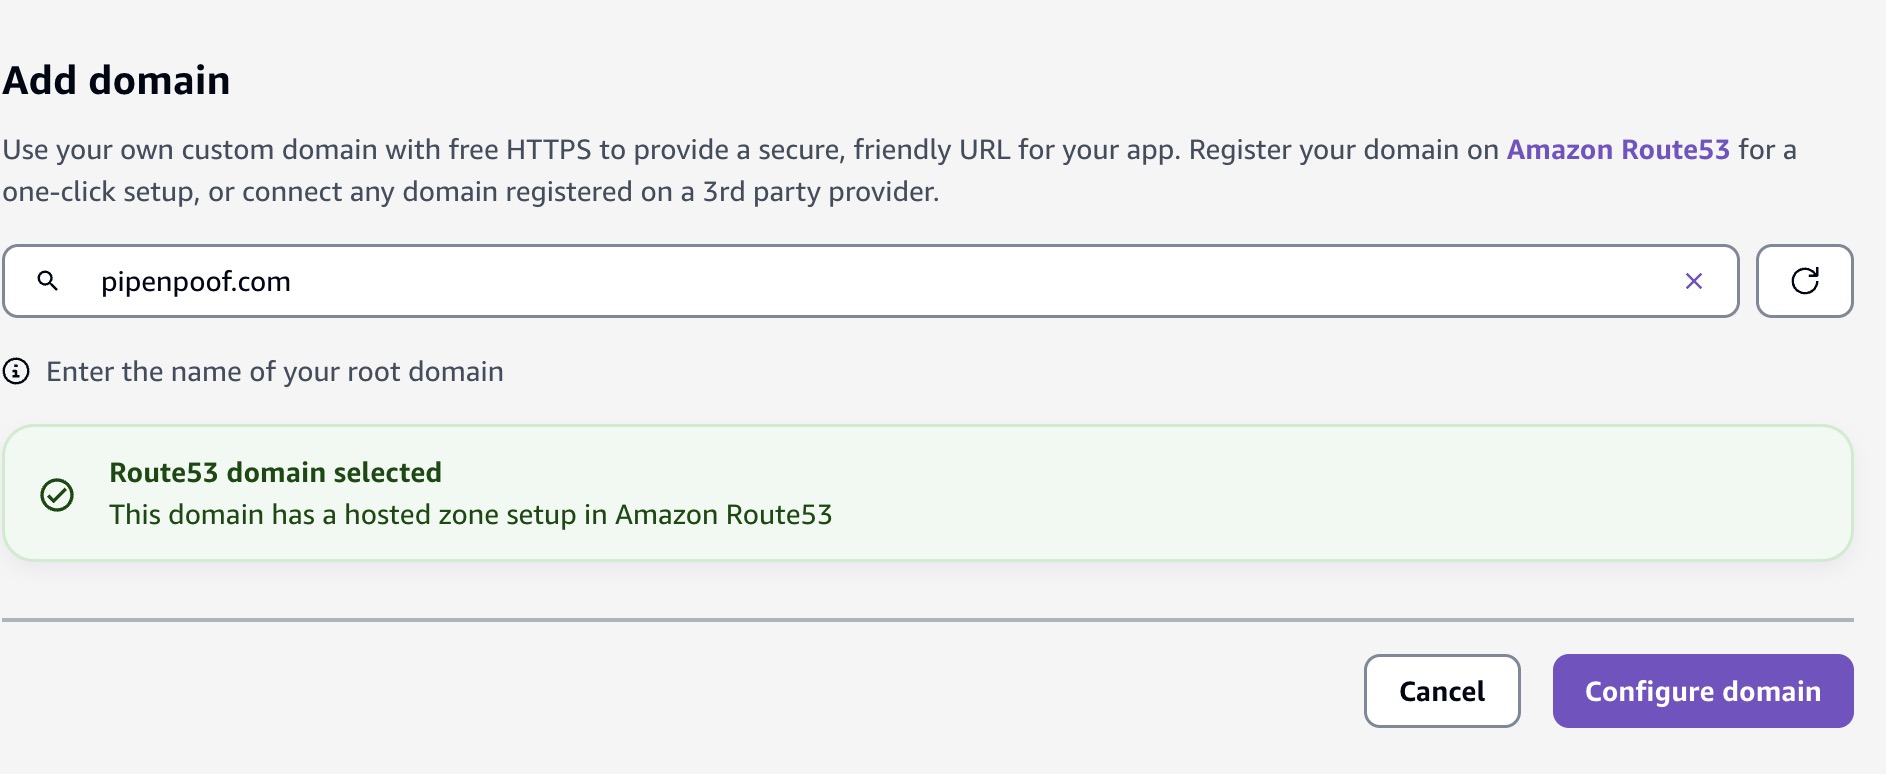 Add domain
Use your own custom domain with free HTTPS to provide a secure, friendly URL for your app. Register your domain on Amazon Route53 for a
one-click setup, or connect any domain registered on a 3rd party provider.
pipenpoof.com
Enter the name of your root domain
Route53 domain selected
This domain has a hosted zone setup in Amazon Route53
Cancel
Configure domain